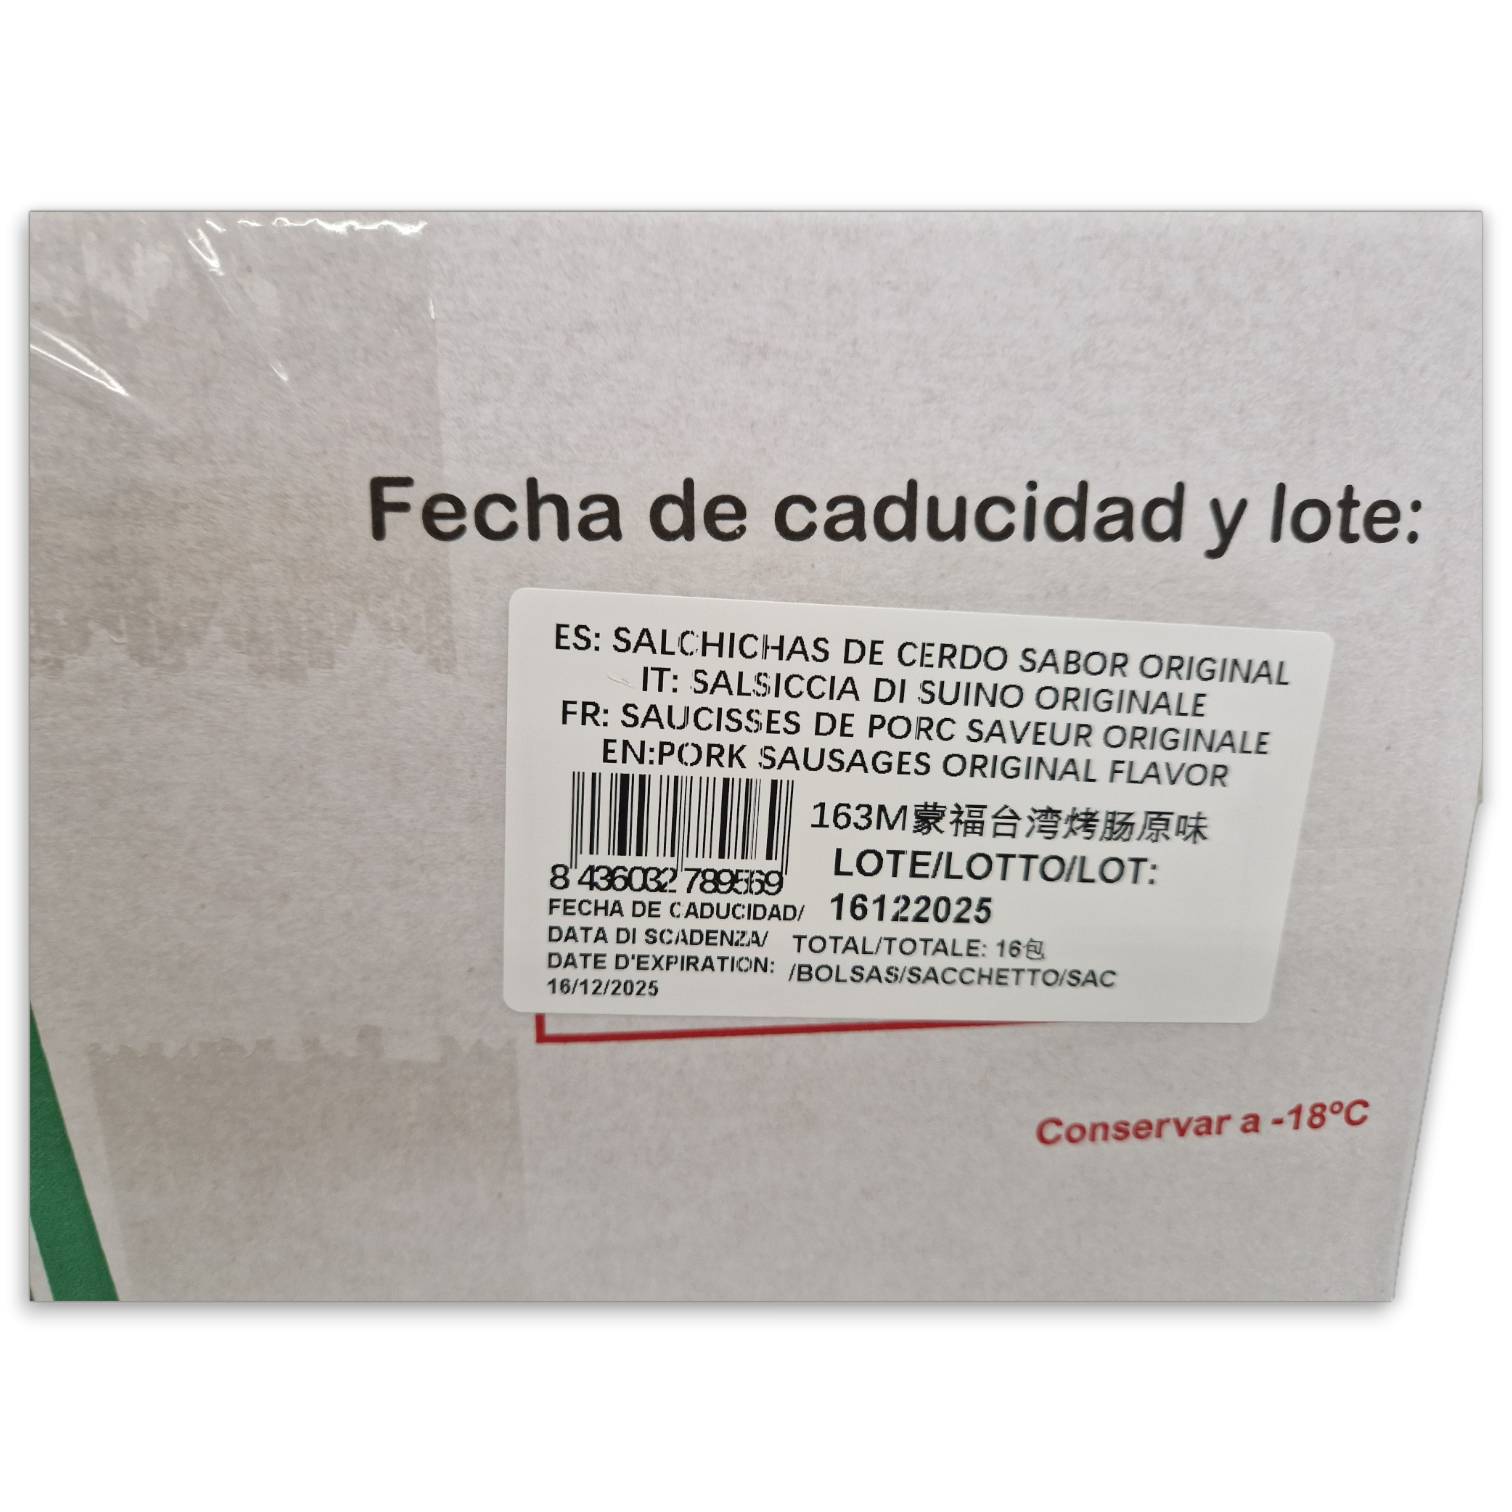 Fecha de caducidad y lote:
ES: SALCHICHAS DE CERDO SABOR ORIGINAL
IT: SALSICCIA DI SUINO ORIGINALE
FR: SAUCISSES DE PORC SAVEUR ORIGINALE
EN:PORK SAUSAGES ORIGINAL FLAVOR
163M蒙福台湾烤肠原味
LOTE/LOTTO/LOT:
16122025
8 436032 789569
FECHA DE CADUCIDAD/
DATA DI SCADENZA/
DATE D'EXPIRATION:
16/12/2025
TOTAL/TOTALE: 16包
/BOLSAS/SACCHETTO/SAC
Conservar a -18ºC